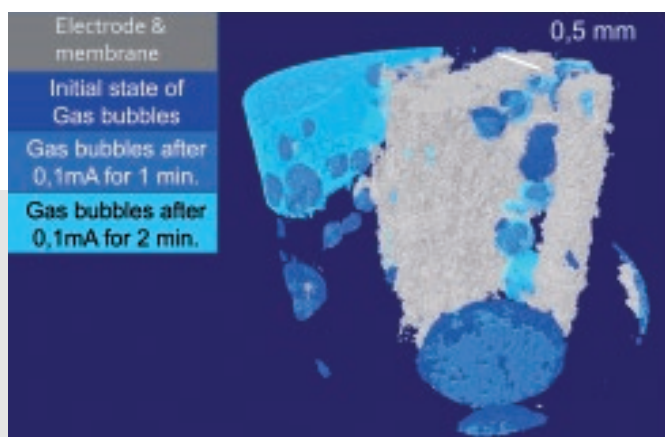 Electrode &
membrane
0,5 mm
Initial state of
Gas bubbles
Gas bubbles after
0,1mA for 1 min.
Gas bubbles after
0,1mA for 2 min.